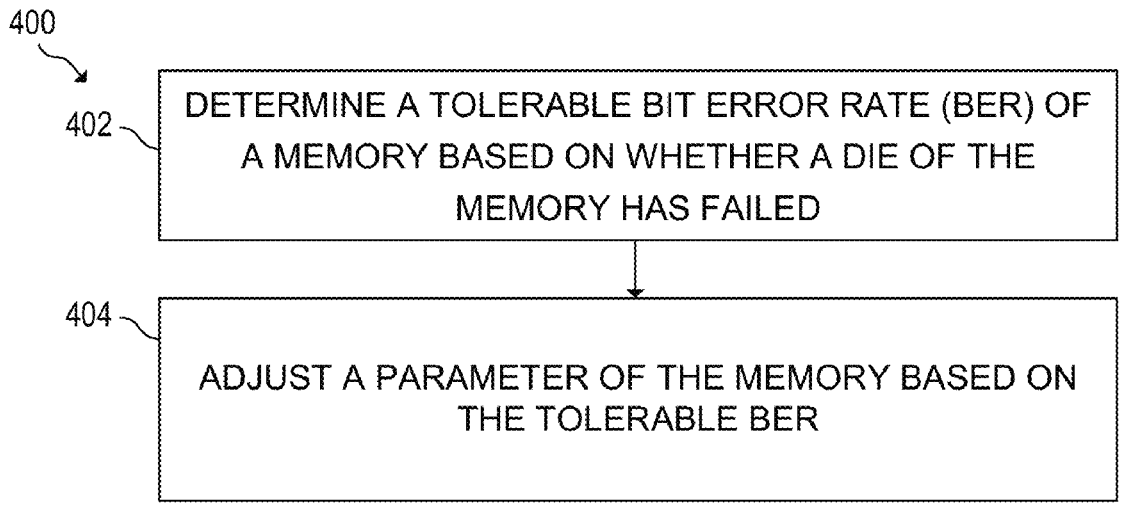 400
402
DETERMINE A TOLERABLE BIT ERROR RATE (BER) OF
A MEMORY BASED ON WHETHER A DIE OF THE
MEMORY HAS FAILED
404
ADJUST A PARAMETER OF THE MEMORY BASED ON
THE TOLERABLE BER